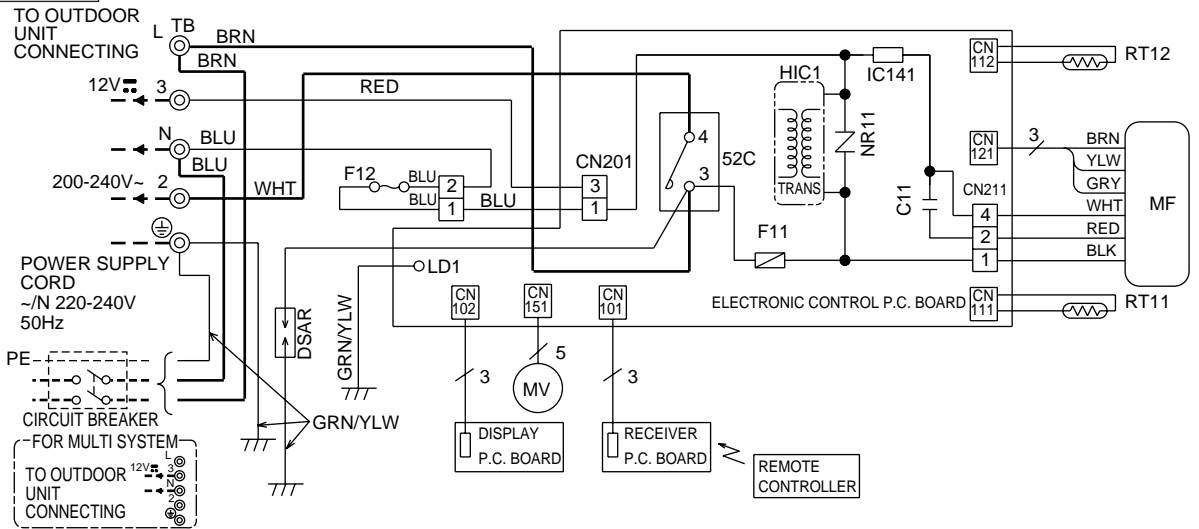 TO OUTDOOR
UNIT
CONNECTING
L TB
BRN
BRN
12V
3
RED
N
BLU
BLU
200-240V~ 2
WHT
POWER SUPPLY
CORD
~/N 220-240V
50Hz
PE
CIRCUIT BREAKER
FOR MULTI SYSTEM
TO OUTDOOR
UNIT
CONNECTING
12V
L
3
N
2
GRN/YLW
DSAR
GRN/YLW
LD1
F12
BLU
BLU
2
1
BLU
CN201
3
1
4
3
52C
HIC1
TRANS
NR11
IC141
F11
C11
CN
112
RT12
CN
121
3
CN211
4
2
1
BRN
YLW
GRY
WHT
RED
BLK
MF
ELECTRONIC CONTROL P.C. BOARD
CN
111
RT11
CN
102
CN
151
CN
101
3
5
3
MV
DISPLAY
P.C. BOARD
RECEIVER
P.C. BOARD
REMOTE
CONTROLLER